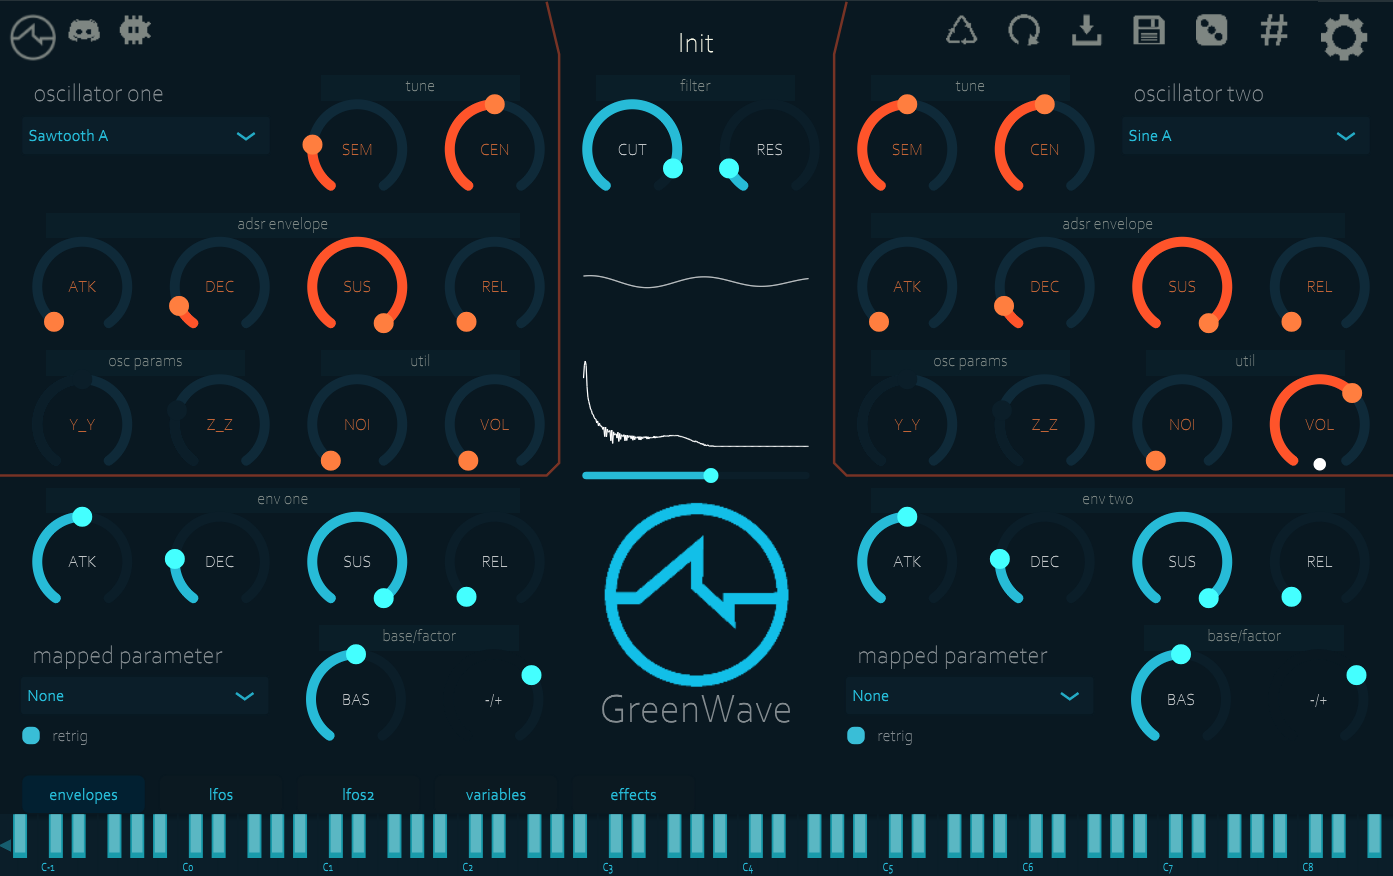 Init
oscillator one
Sawtooth A
tune
SEM
CEN
filter
CUT
RES
tune
SEM
CEN
oscillator two
Sine A
adsr envelope
ATK
DEC
SUS
REL
adsr envelope
ATK
DEC
SUS
REL
osc params
Y_Y
Z_Z
util
NOI
VOL
osc params
Y_Y
Z_Z
util
NOI
VOL
env one
ATK
DEC
SUS
REL
env two
ATK
DEC
SUS
REL
mapped parameter
None
retrig
base/factor
BAS
-/+
GreenWave
mapped parameter
None
retrig
base/factor
BAS
-/+
envelopes
lfos
lfos2
variables
effects
C-1
C0
C1
C2
C3
C4
C5
C6
C7
C8